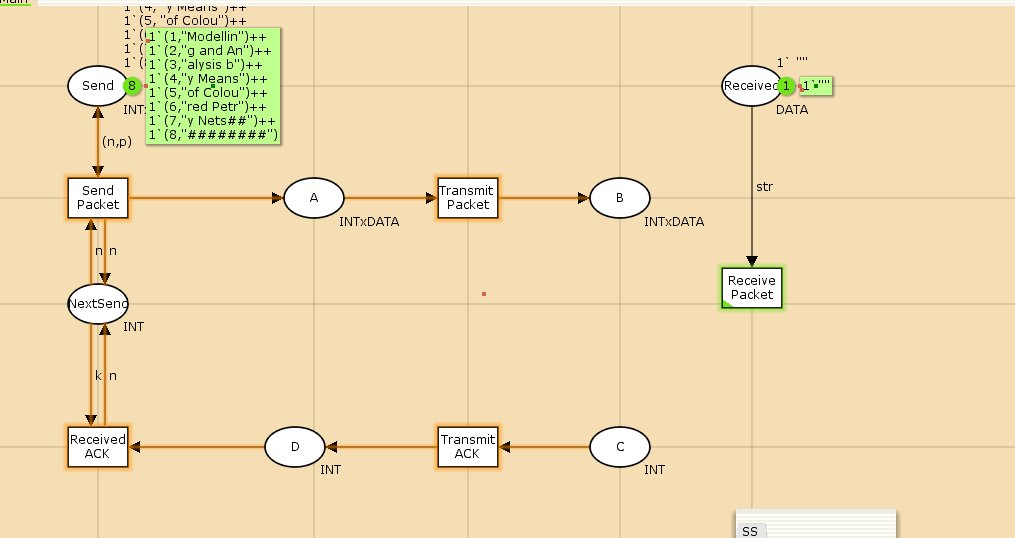 Main
1`(4, "y Means")++
1`(5, "of Colou")++
1`(1,"Modellin")++
1`(2,"g and An")++
1`(3,"alysis b")++
1`(4,"y Means")++
1`(5,"of Colou")++
1`(6,"red Petr")++
1`(7,"y Nets##")++
1`(8,"########")
Send
8
1` ""
Received
1
1`""
DATA
(n,p)
Send
Packet
A
INTxDATA
Transmit
Packet
B
INTxDATA
str
n n
Receive
Packet
NextSend
INT
k n
Received
ACK
D
INT
Transmit
ACK
C
INT
SS